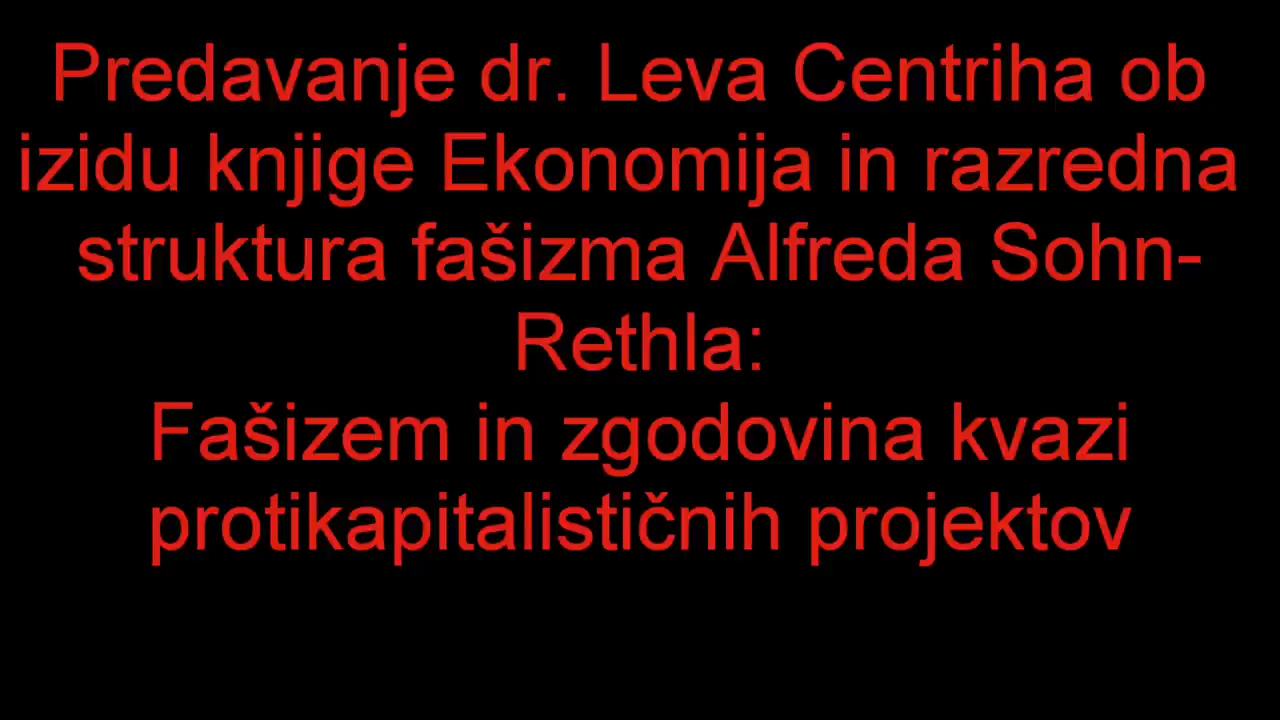 Predavanje dr. Leva Centriha ob
izidu knjige Ekonomija in razredna
struktura fašizma Alfreda Sohn-
Rethla:
Fašizem in zgodovina kvazi
protikapitalističnih projektov